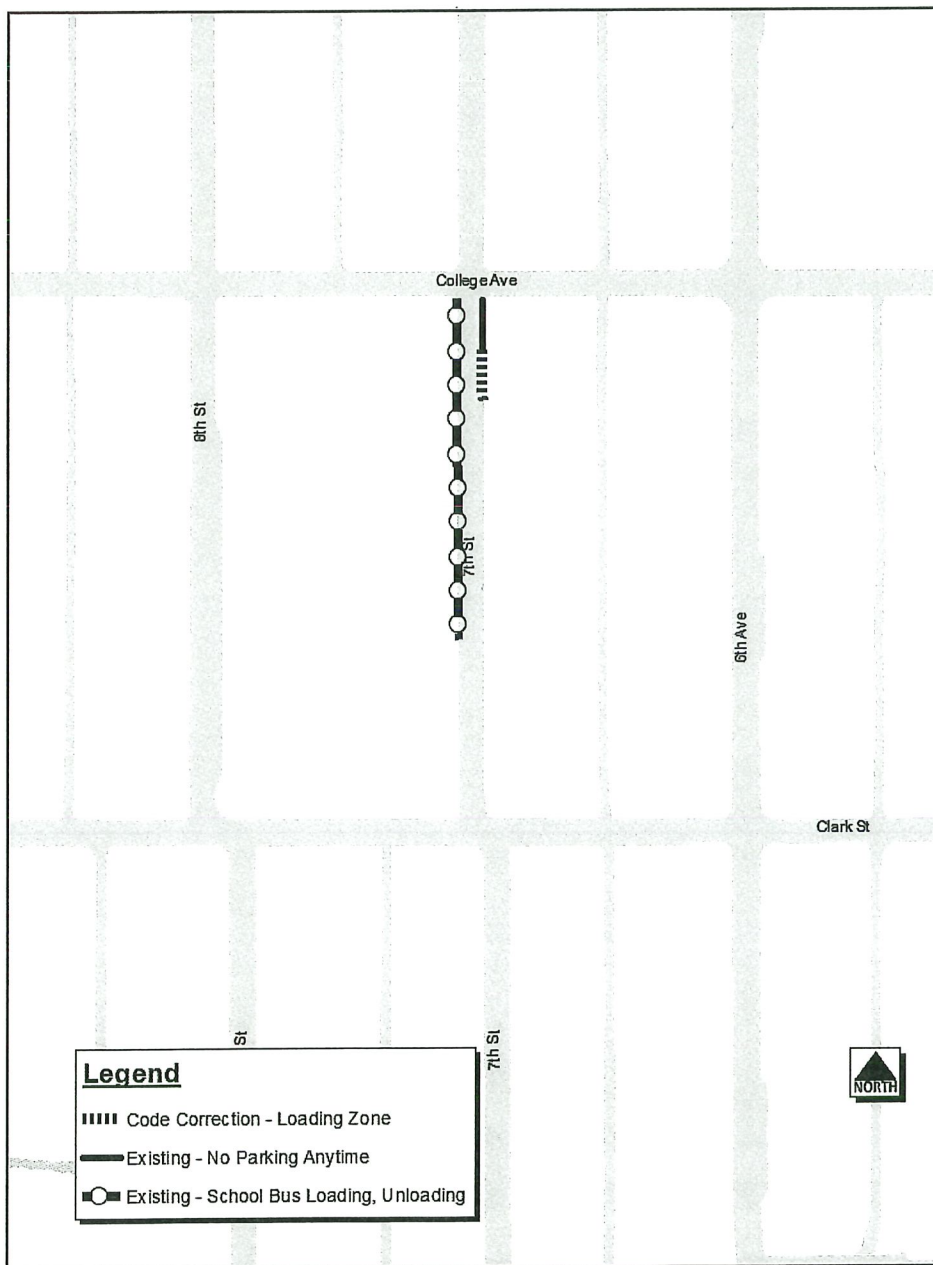 College Ave
8th St
7th St
6th Ave
Clark St
St
7th St
NORTH
Legend
Code Correction - Loading Zone
Existing - No Parking Anytime
Existing - School Bus Loading, Unloading